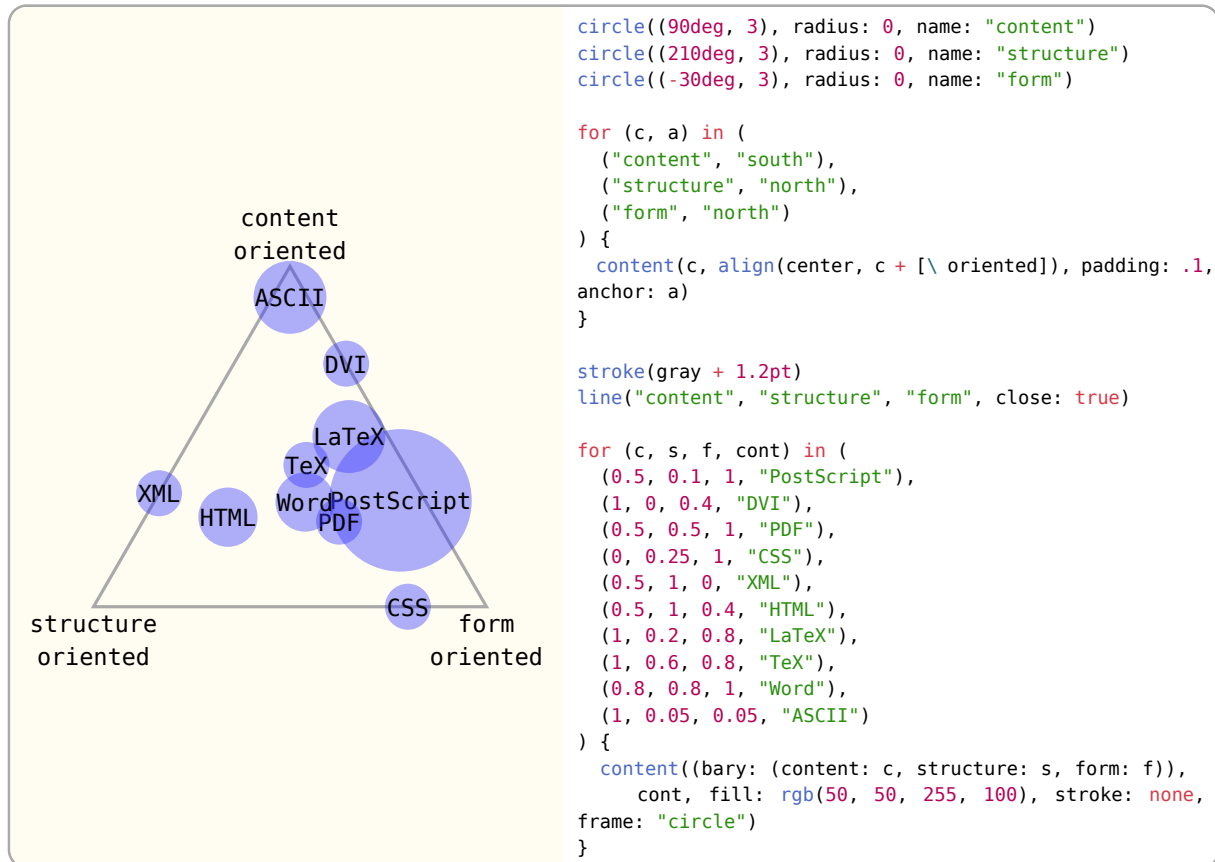 content
oriented
ASCII
DVI
LaTeX
TeX
XML
Word
PostScript
HTML
PDF
CSS
structure
oriented
form
oriented
circle((90deg, 3), radius: 0, name: "content")
circle((210deg, 3), radius: 0, name: "structure")
circle((-30deg, 3), radius: 0, name: "form")
for (c, a) in (
("content", "south"),
("structure", "north"),
("form", "north")
) {
content(c, align(center, c + [\ oriented]), padding: .1,
anchor: a)
}
stroke(gray + 1.2pt)
line("content", "structure", "form", close: true)
for (c, s, f, cont) in (
(0.5, 0.1, 1, "PostScript"),
(1, 0, 0.4, "DVI"),
(0.5, 0.5, 1, "PDF"),
(0, 0.25, 1, "CSS"),
(0.5, 1, 0, "XML"),
(0.5, 1, 0.4, "HTML"),
(1, 0.2, 0.8, "LaTeX"),
(1, 0.6, 0.8, "TeX"),
(0.8, 0.8, 1, "Word"),
(1, 0.05, 0.05, "ASCII")
) {
content((bary: (content: c, structure: s, form: f)),
cont, fill: rgb(50, 50, 255, 100), stroke: none,
frame: "circle")
}